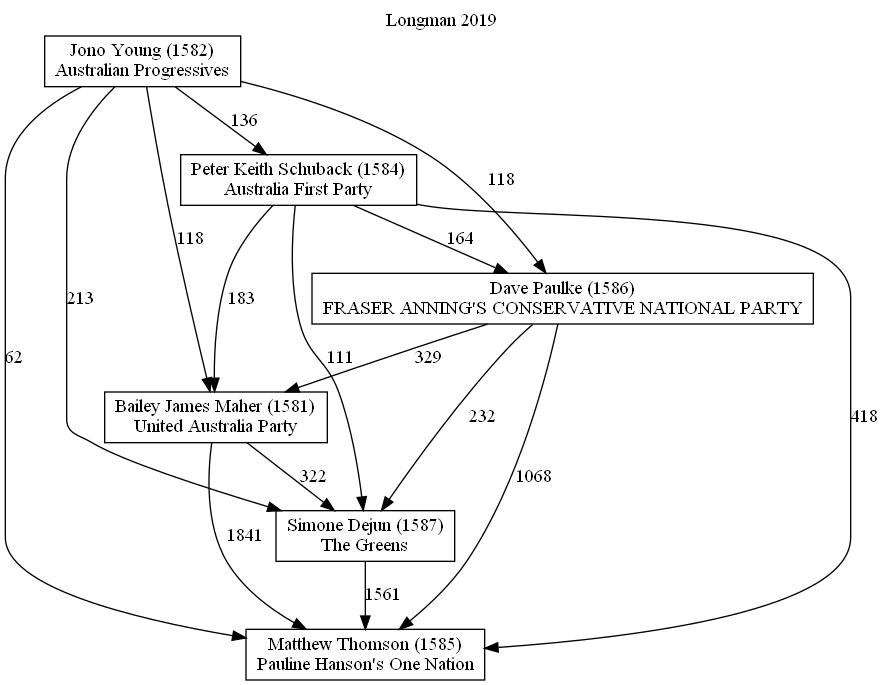 Longman 2019
Jono Young (1582)
Australian Progressives
136
Peter Keith Schuback (1584)
Australia First Party
118
164
118
183
213
Dave Paulke (1586)
FRASER ANNING'S CONSERVATIVE NATIONAL PARTY
62
111
329
418
Bailey James Maher (1581)
United Australia Party
232
322
1068
Simone Dejun (1587)
The Greens
1841
1561
Matthew Thomson (1585)
Pauline Hanson's One Nation